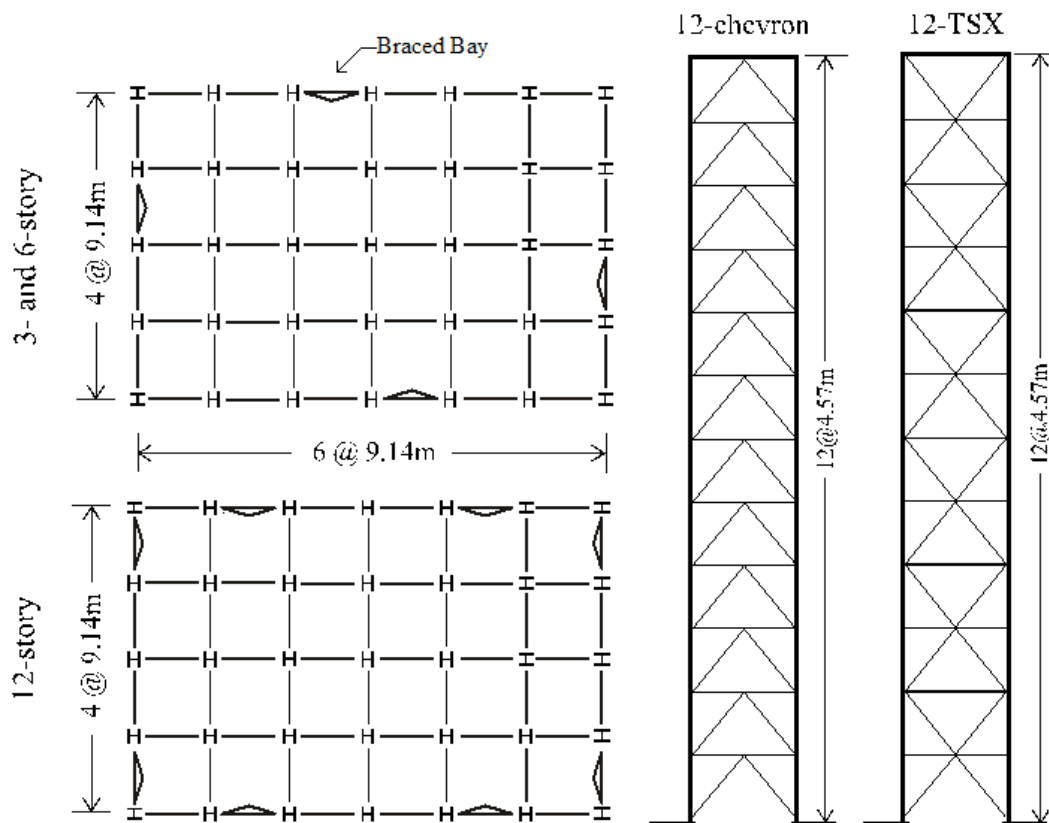 Braced Bay
3- and 6-story
4 @ 9.14m
6 @ 9.14m
12-story
4 @ 9.14m
12-chevron
12@4.57m
12-TSX
12@4.57m